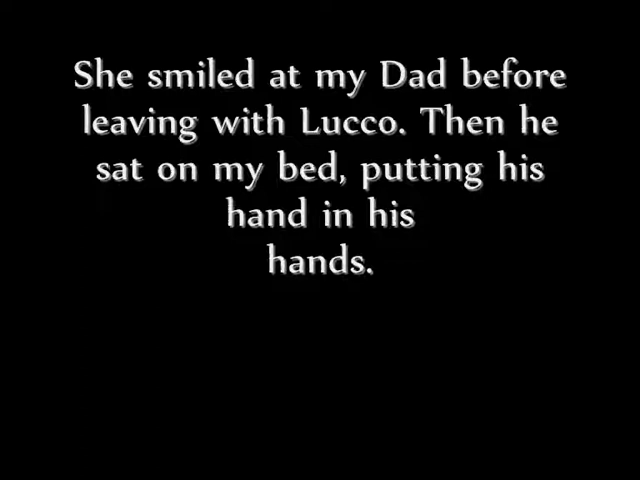 She smiled at my Dad before
leaving with Lucco. Then he
sat on my bed, putting his
hand in his
hands.